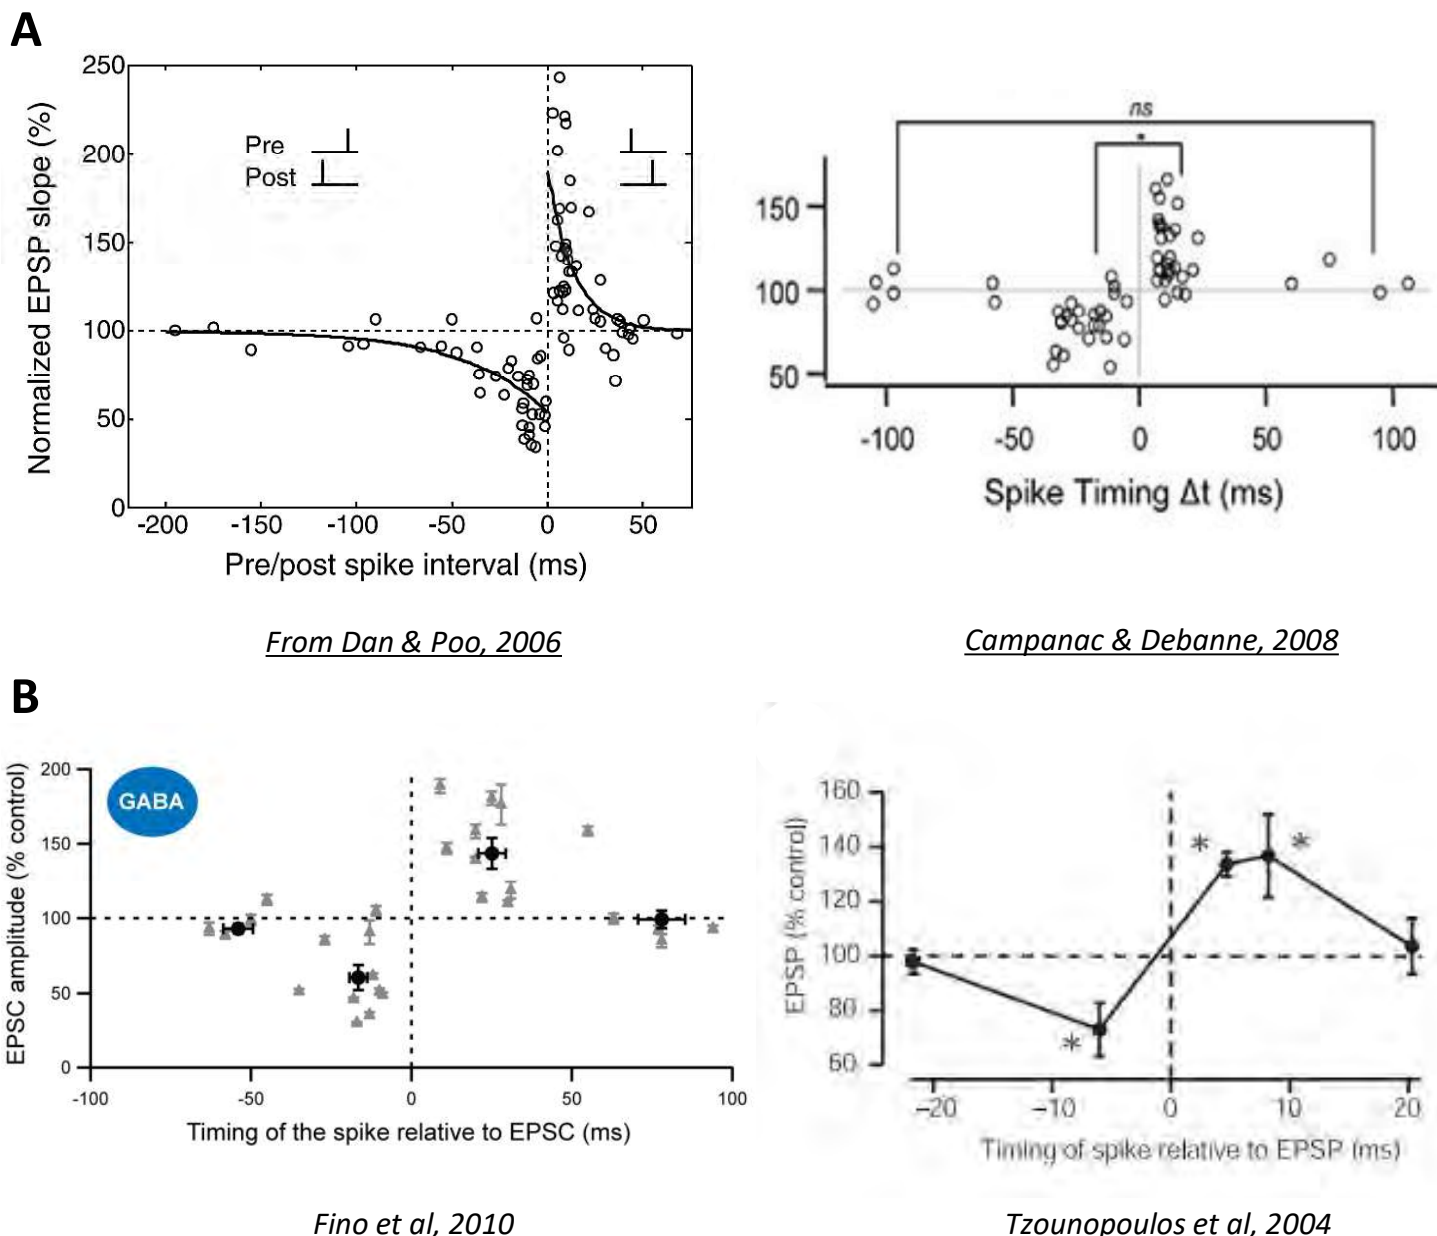 A
Normalized EPSP slope (%)
250
200
150
100
50
0
Pre
Post
-200 -150 -100 -50 0 50
Pre/post spike interval (ms)
From Dan & Poo, 2006
ns
*
150
100
50
-100 -50 0 50 100
Spike Timing Δt (ms)
Campanac & Debanne, 2008
B
EPSC amplitude (% control)
200
150
100
50
0
GABA
-100 -50 0 50 100
Timing of the spike relative to EPSC (ms)
Fino et al, 2010
EPSP (% control)
160
140
120
100
80
60
* *
*
-20 -10 0 10 20
Timing of spike relative to EPSP (ms)
Tzounopoulos et al, 2004